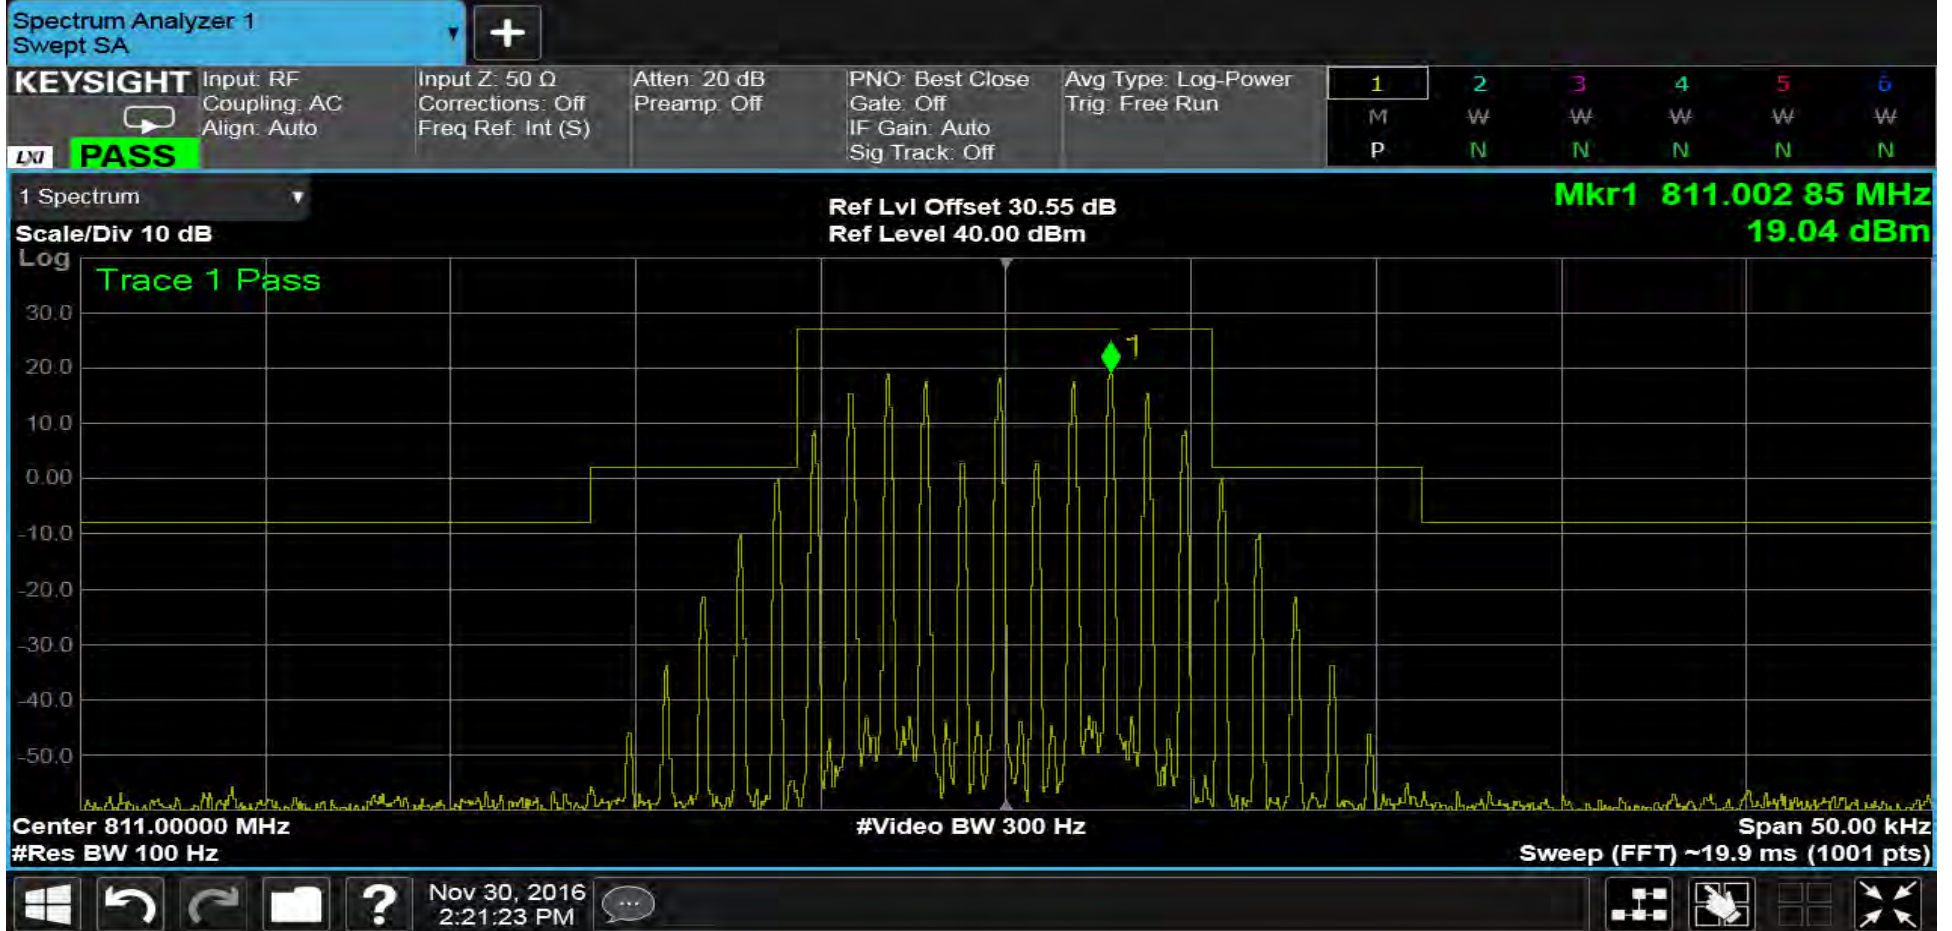 Spectrum Analyzer 1
Swept SA
KEYSIGHT
LXI
PASS
Input: RF
Coupling: AC
Align: Auto
Input Z: 50 Ω
Corrections: Off
Freq Ref: Int (S)
Atten: 20 dB
Preamp: Off
PNO: Best Close
Gate: Off
IF Gain: Auto
Sig Track: Off
Avg Type: Log-Power
Trig: Free Run
1 2 3 4 5 6
M W W W W W
P N N N N N
1 Spectrum
Scale/Div 10 dB
Ref Lvl Offset 30.55 dB
Ref Level 40.00 dBm
Mkr1 811.002 85 MHz
19.04 dBm
Log
Trace 1 Pass
1
30.0
20.0
10.0
0.00
-10.0
-20.0
-30.0
-40.0
-50.0
Center 811.00000 MHz
#Res BW 100 Hz
#Video BW 300 Hz
Span 50.00 kHz
Sweep (FFT) ~19.9 ms (1001 pts)
?
Nov 30, 2016
2:21:23 PM